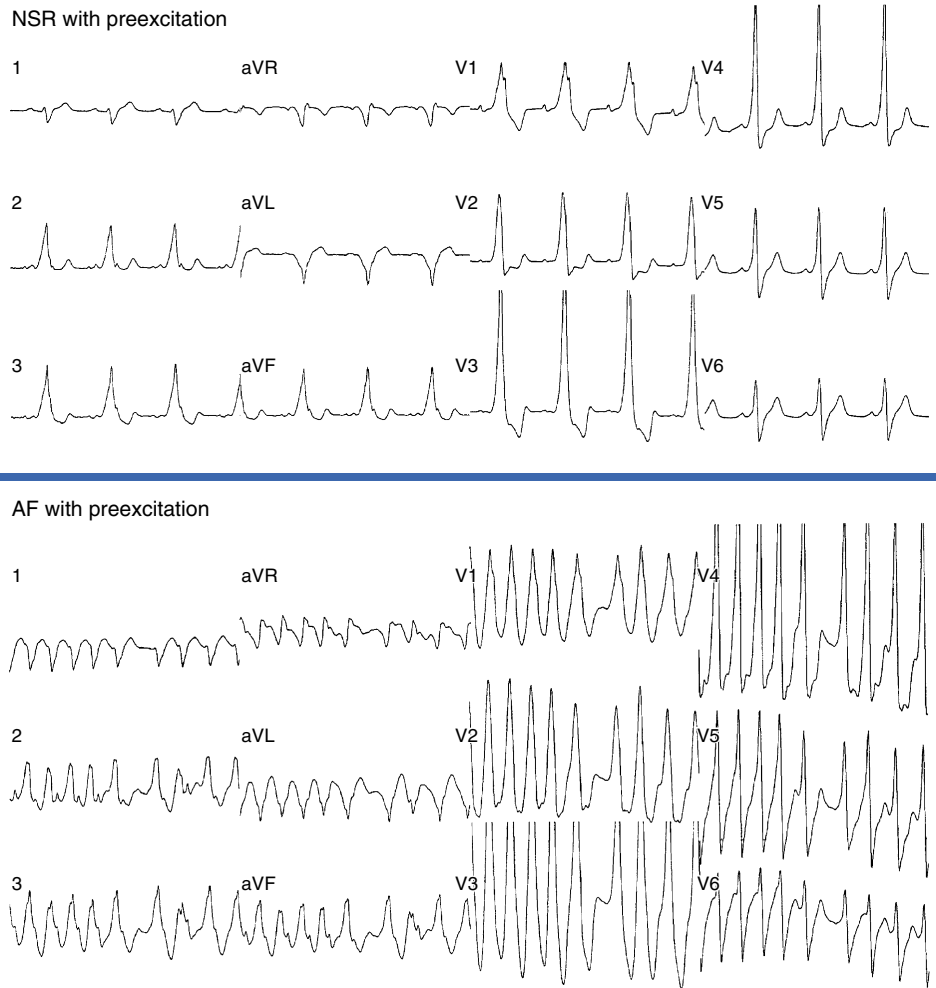 NSR with preexcitation
1 aVR V1 V4
2 aVL V2 V5
3 aVF V3 V6
AF with preexcitation
1 aVR V1 V4
2 aVL V2 V5
3 aVF V3 V6